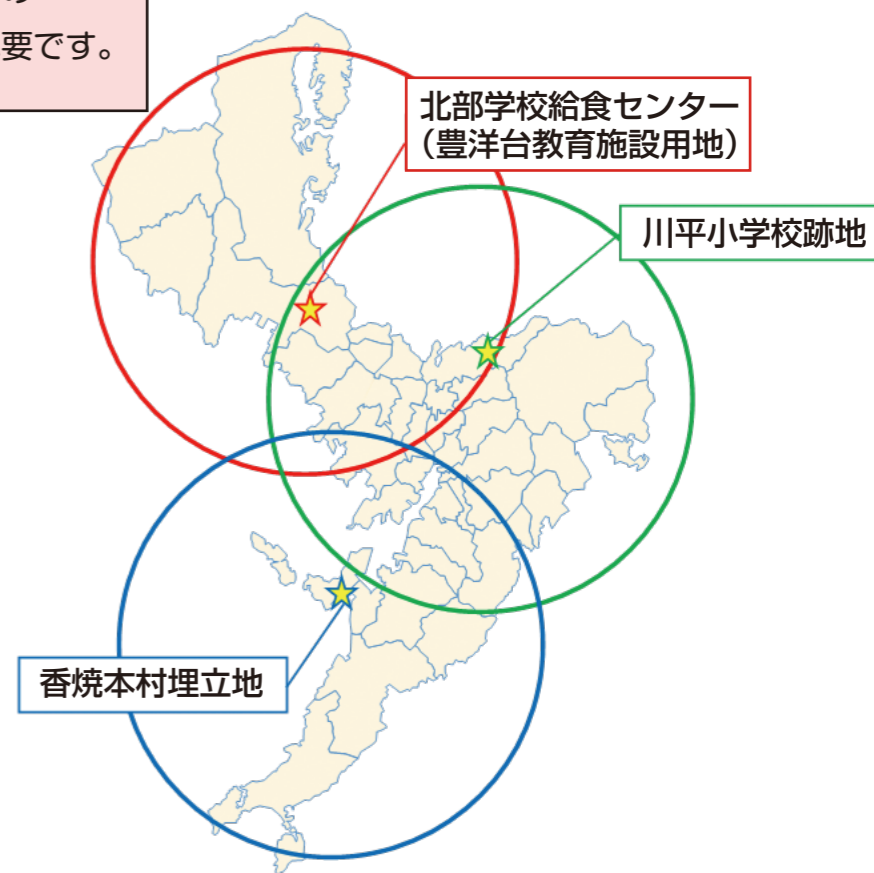 要です。
北部学校給食センター
（豊洋台教育施設用地）
川平小学校跡地
香焼本村埋立地